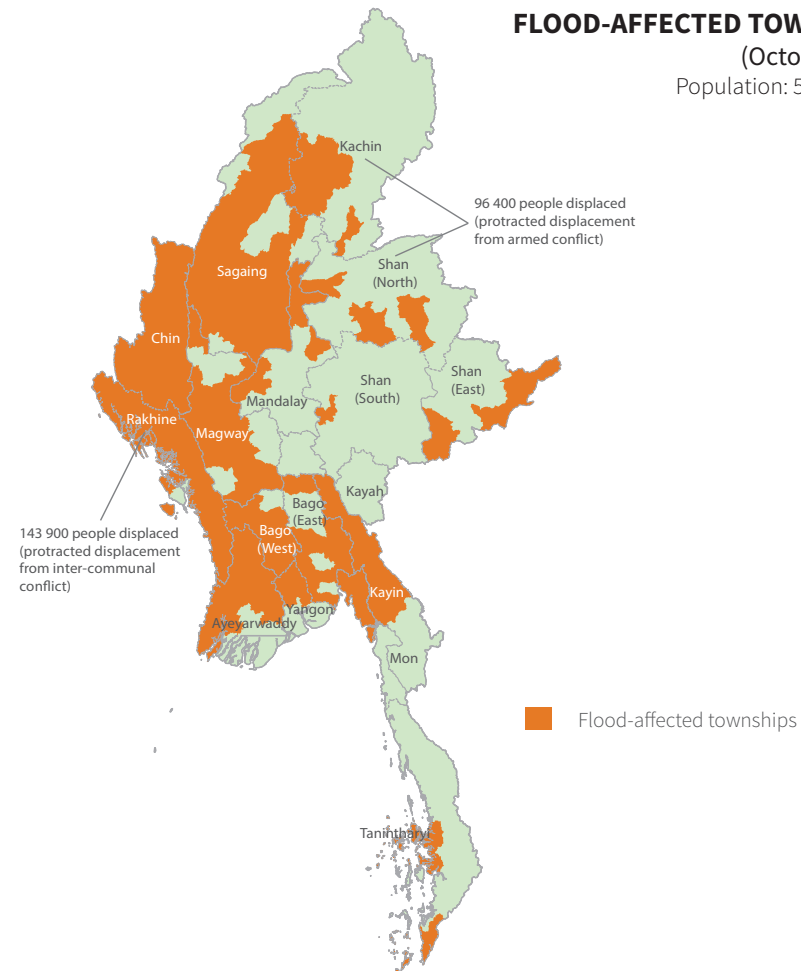 FLOOD-AFFECTED
(Octo
Population: 5
Kachin
96 400 people displaced
(protracted displacement
from armed conflict)
Shan
(North)
Sagaing
Chin
Shan
(East)
Shan
(South)
Mandalay
Rakhine
Magway
Kayah
Bago
(East)
143 900 people displaced
(protracted displacement
from inter-communal
conflict)
Bago
(West)
Kayin
Yangon
Ayeyarwaddy
Mon
Flood-affected townships
Tanintharyi